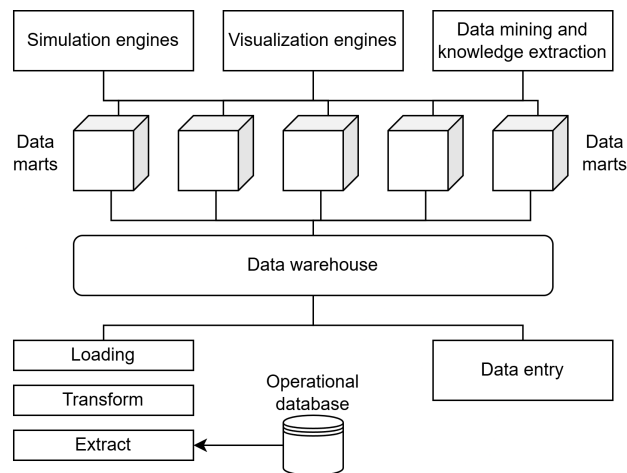 Simulation engines
Visualization engines
Data mining and
knowledge extraction
Data
marts
Data
marts
Data warehouse
Loading
Data entry
Transform
Operational
database
Extract